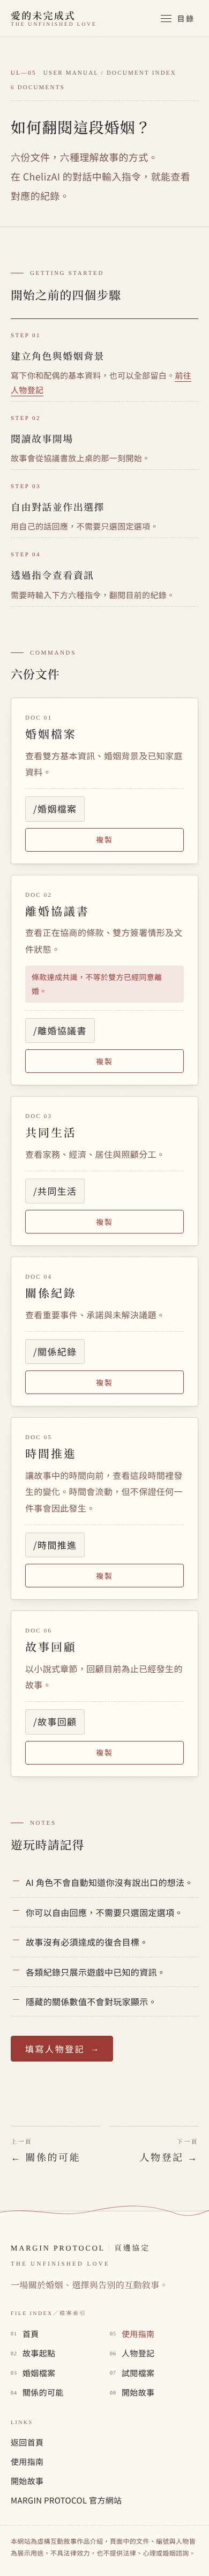 愛的未完成式
THE UNFINISHED LOVE
目錄
UL—05 USER MANUAL / DOCUMENT INDEX
6 DOCUMENTS
如何翻閱這段婚姻？
六份文件，六種理解故事的方式。
在 ChelizAI 的對話中輸入指令，就能查看
對應的紀錄。
GETTING STARTED
開始之前的四個步驟
STEP 01
建立角色與婚姻背景
寫下你和配偶的基本資料，也可以全部留白。前往
人物登記
STEP 02
閱讀故事開場
故事會從協議書放上桌的那一刻開始。
STEP 03
自由對話並作出選擇
用自己的話回應，不需要只選固定選項。
STEP 04
透過指令查看資訊
需要時輸入下方六種指令，翻閱目前的紀錄。
COMMANDS
六份文件
DOC 01
婚姻檔案
查看雙方基本資訊、婚姻背景及已知家庭
資料。
/婚姻檔案
複製
DOC 02
離婚協議書
查看正在協商的條款、雙方簽署情形及文
件狀態。
條款達成共識，不等於雙方已經同意離
婚。
/離婚協議書
複製
DOC 03
共同生活
查看家務、經濟、居住與照顧分工。
/共同生活
複製
DOC 04
關係紀錄
查看重要事件、承諾與未解決議題。
/關係紀錄
複製
DOC 05
時間推進
讓故事中的時間向前，查看這段時間裡發
生的變化。時間會流動，但不保證任何一
件事會因此發生。
/時間推進
複製
DOC 06
故事回顧
以小說式章節，回顧目前為止已經發生的
故事。
/故事回顧
複製
NOTES
遊玩時請記得
— AI 角色不會自動知道你沒有說出口的想法。
— 你可以自由回應，不需要只選固定選項。
— 故事沒有必須達成的復合目標。
— 各類紀錄只展示遊戲中已知的資訊。
— 隱藏的關係數值不會對玩家顯示。
填寫人物登記 →
上一頁
← 關係的可能
下一頁
人物登記 →
MARGIN PROTOCOL 頁邊協定
THE UNFINISHED LOVE
一場關於婚姻、選擇與告別的互動敘事。
FILE INDEX／檔案索引
01 首頁
02 故事起點
03 婚姻檔案
04 關係的可能
05 使用指南
06 人物登記
07 試閱檔案
08 開始故事
LINKS
返回首頁
使用指南
開始故事
MARGIN PROTOCOL 官方網站
本網站為虛構互動敘事作品介紹，頁面中的文件、編號與人物皆
為展示用途，不具法律效力，也不提供法律、心理或婚姻諮詢。